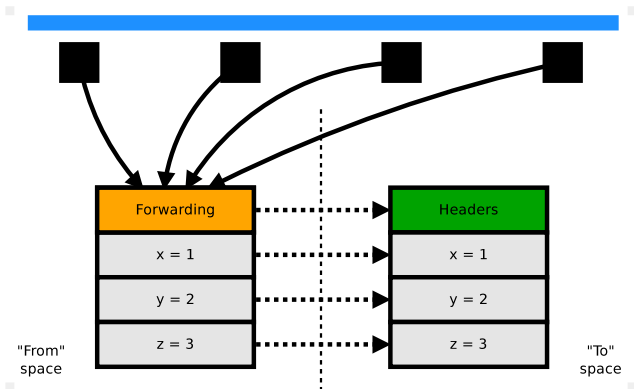 Forwarding
Headers
x = 1
x = 1
y = 2
y = 2
z = 3
z = 3
"From"
space
"To"
space